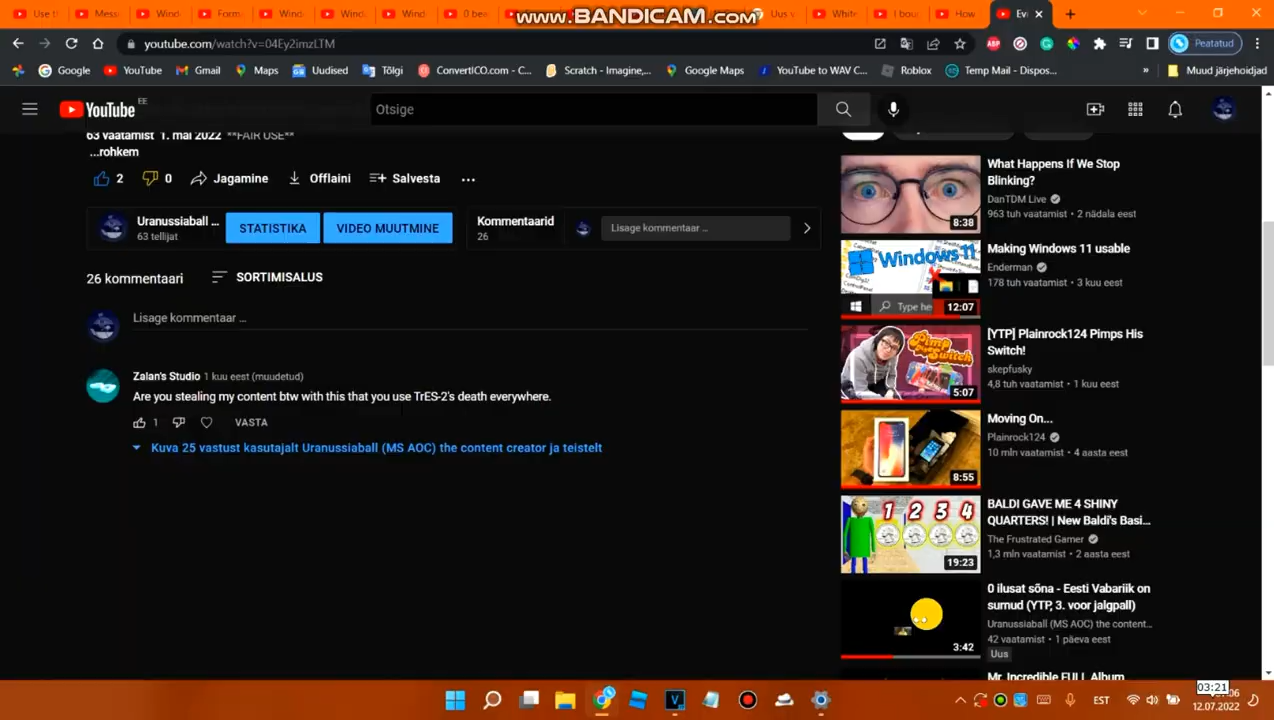 Use t
Mess
Wind
Form
Wind
Wind
Wind
0 be
www.BANDICAM.com
Uus v
White
I bou
How
Evi
youtube.com/watch?v=04Ey2imzLTM
Peatatud
Google
YouTube
Gmail
Maps
Uudised
Tõlgi
ConvertICO.com - C...
Scratch - Imagine,...
Google Maps
YouTube to WAV C...
Roblox
Temp Mail - Dispos...
»
Muud järjehoidjad
YouTube EE
Otsige
63 vaatamist 1. mai 2022 **FAIR USE**
...rohkem
2
0
Jagamine
Offlaini
Salvesta
...
Uranussiaball ...
63 tellijat
STATISTIKA
VIDEO MUUTMINE
Kommentaarid
26
Lisage kommentaar ...
26 kommentaari
SORTIMISALUS
Lisage kommentaar ...
Zalan's Studio 1 kuu eest (muudetud)
Are you stealing my content btw with this that you use TrES-2's death everywhere.
1
VASTA
Kuva 25 vastust kasutajalt Uranussiaball (MS AOC) the content creator ja teistelt
8:38
What Happens If We Stop
Blinking?
DanTDM Live
963 tuh vaatamist • 2 nädala eest
Windows 11
Type he
12:07
Making Windows 11 usable
Enderman
178 tuh vaatamist • 3 kuu eest
Pimp
Switch
5:07
[YTP] Plainrock124 Pimps His
Switch!
skepfusky
4,8 tuh vaatamist • 1 kuu eest
8:55
Moving On...
Plainrock124
10 mln vaatamist • 4 aasta eest
1 2 3 4
19:23
BALDI GAVE ME 4 SHINY
QUARTERS! | New Baldi's Basi...
The Frustrated Gamer
1,3 mln vaatamist • 2 aasta eest
3:42
0 ilusat sõna - Eesti Vabariik on
surnud (YTP, 3. voor jalgpall)
Uranussiaball (MS AOC) the content...
42 vaatamist • 1 päeva eest
Uus
Mr. Incredible FULL Album
EST
03:21
12.07.2022